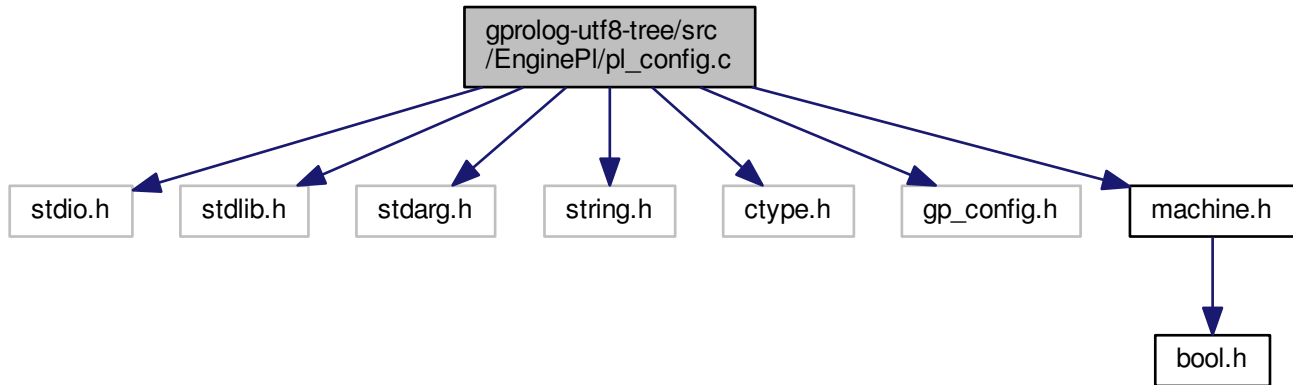 gprolog-utf8-tree/src
/EnginePl/pl_config.c
stdio.h
stdlib.h
stdarg.h
string.h
ctype.h
gp_config.h
machine.h
bool.h